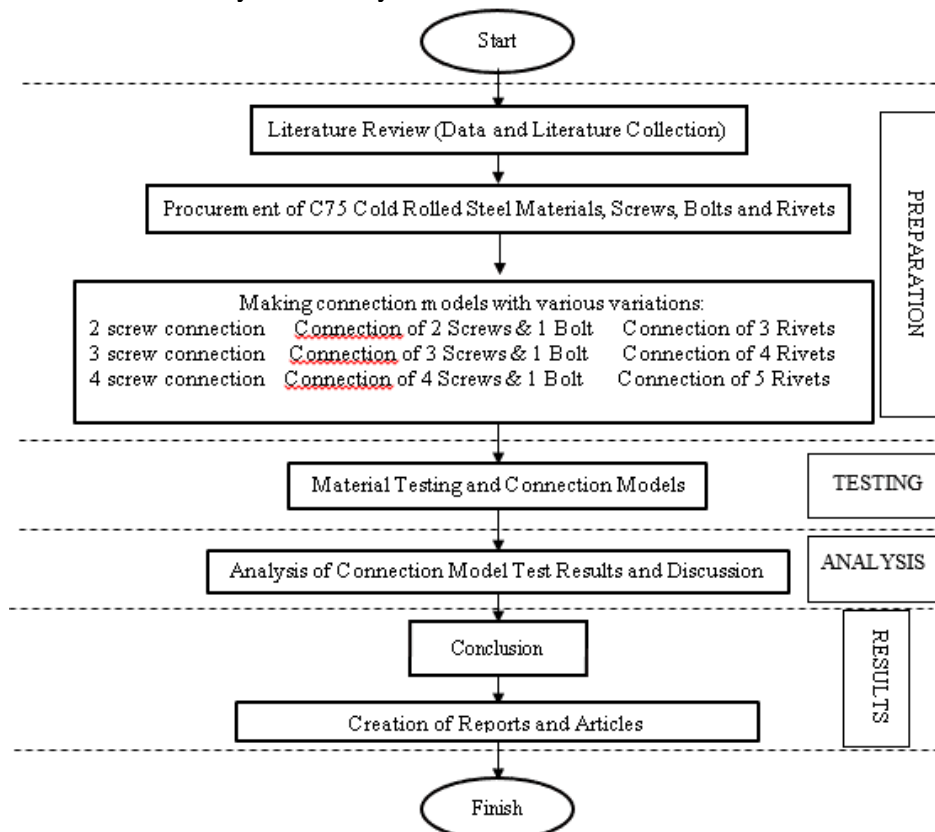 Start
Literature Review (Data and Literature Collection)
Procurement of C75 Cold Rolled Steel Materials, Screws, Bolts and Rivets
PREPARATION
Making connection models with various variations:
2 screw connection Connection of 2 Screws & 1 Bolt Connection of 3 Rivets
3 screw connection Connection of 3 Screws & 1 Bolt Connection of 4 Rivets
4 screw connection Connection of 4 Screws & 1 Bolt Connection of 5 Rivets
Material Testing and Connection Models
TESTING
Analysis of Connection Model Test Results and Discussion
ANALYSIS
Conclusion
RESULTS
Creation of Reports and Articles
Finish